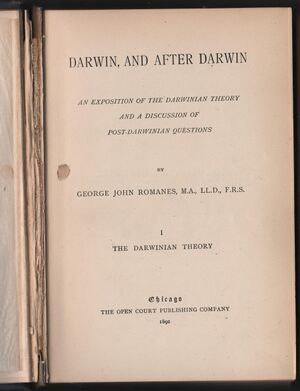 DARWIN, AND AFTER DARWIN
AN EXPOSITION OF THE DARWINIAN THEORY
AND A DISCUSSION OF
POST-DARWINIAN QUESTIONS
BY
GEORGE JOHN ROMANES, M.A., LL.D., F.R.S.
I
THE DARWINIAN THEORY
Chicago
THE OPEN COURT PUBLISHING COMPANY
1892